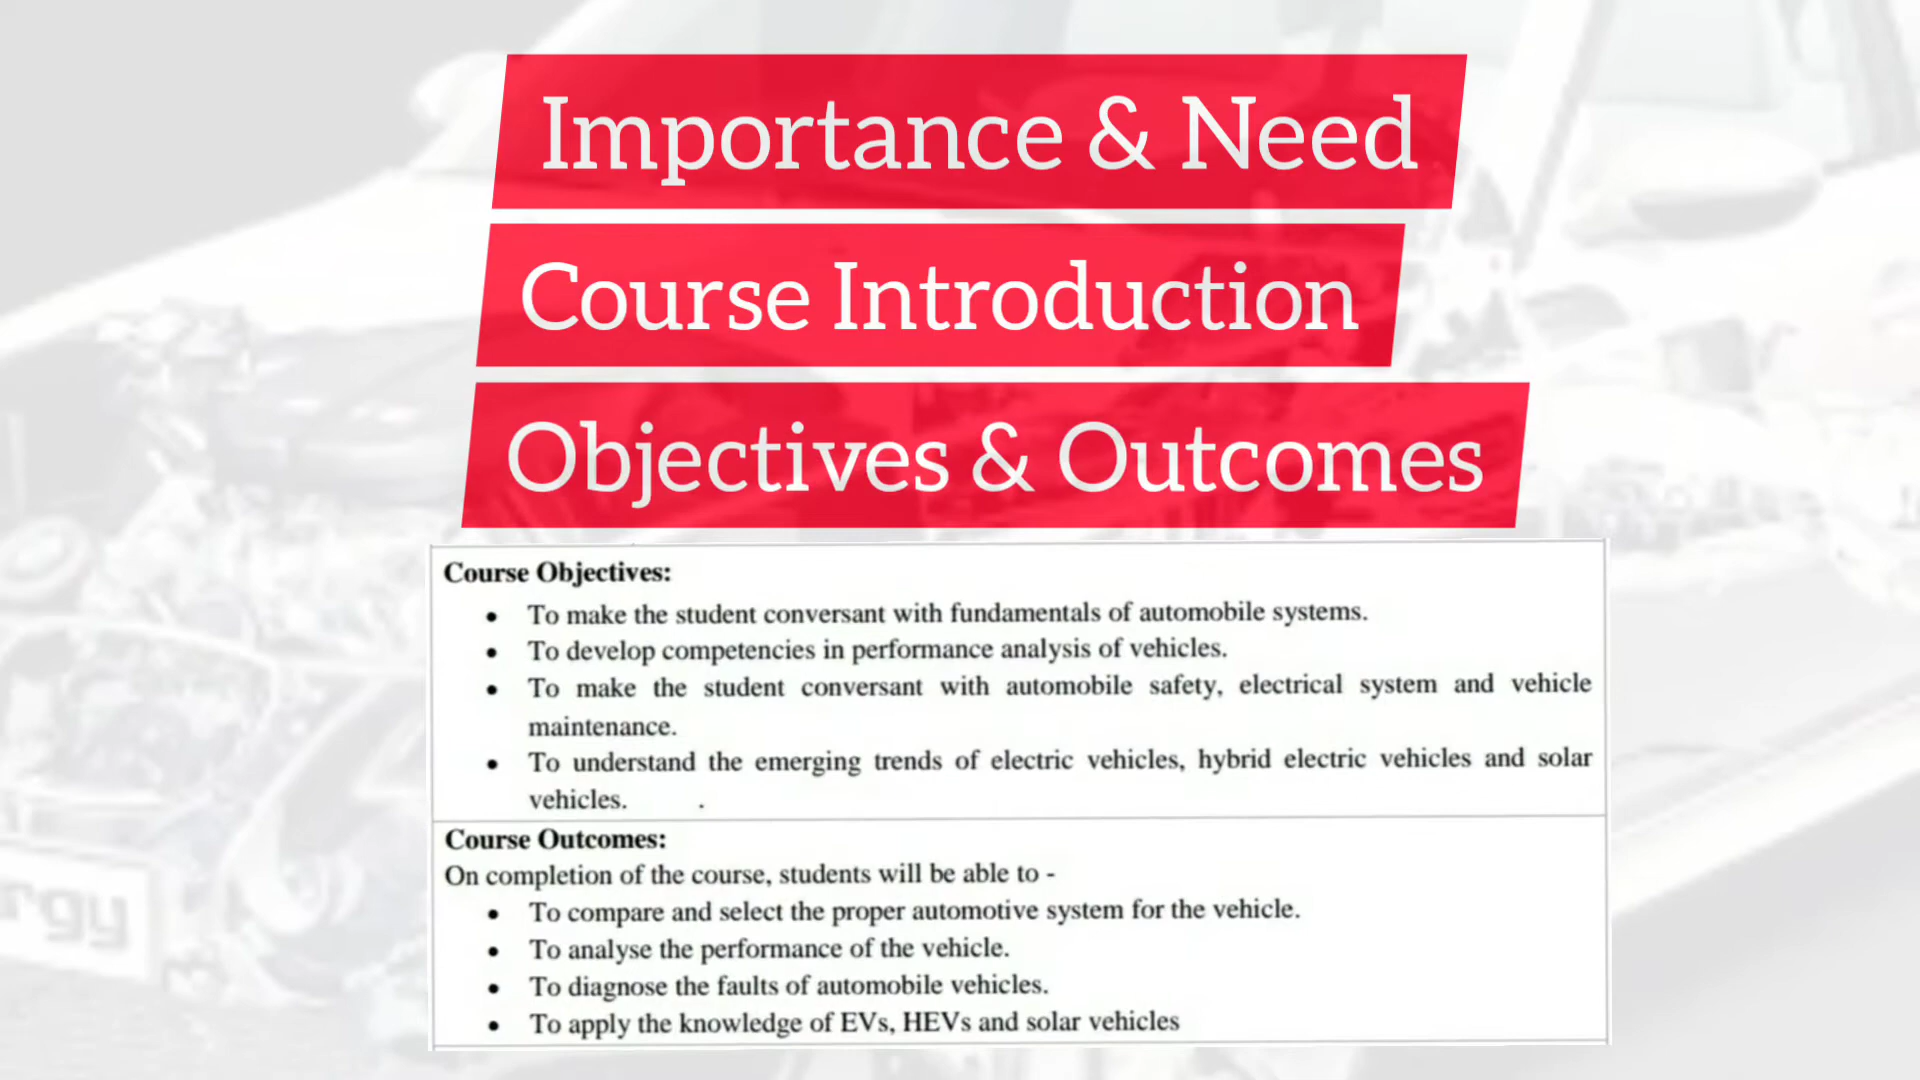 Importance & Need
Course Introduction
Objectives & Outcomes
Course Objectives:
• To make the student conversant with fundamentals of automobile systems.
• To develop competencies in performance analysis of vehicles.
• To make the student conversant with automobile safety, electrical system and vehicle
maintenance.
• To understand the emerging trends of electric vehicles, hybrid electric vehicles and solar
vehicles. .
Course Outcomes:
On completion of the course, students will be able to -
• To compare and select the proper automotive system for the vehicle.
• To analyse the performance of the vehicle.
• To diagnose the faults of automobile vehicles.
• To apply the knowledge of EVs, HEVs and solar vehicles
rgy